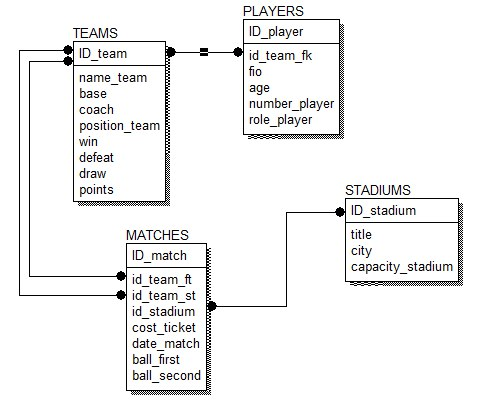 TEAMS
ID_team
name_team
base
coach
position_team
win
defeat
draw
points
PLAYERS
ID_player
id_team_fk
fio
age
number_player
role_player
STADIUMS
ID_stadium
title
city
capacity_stadium
MATCHES
ID_match
id_team_ft
id_team_st
id_stadium
cost_ticket
date_match
ball_first
ball_second